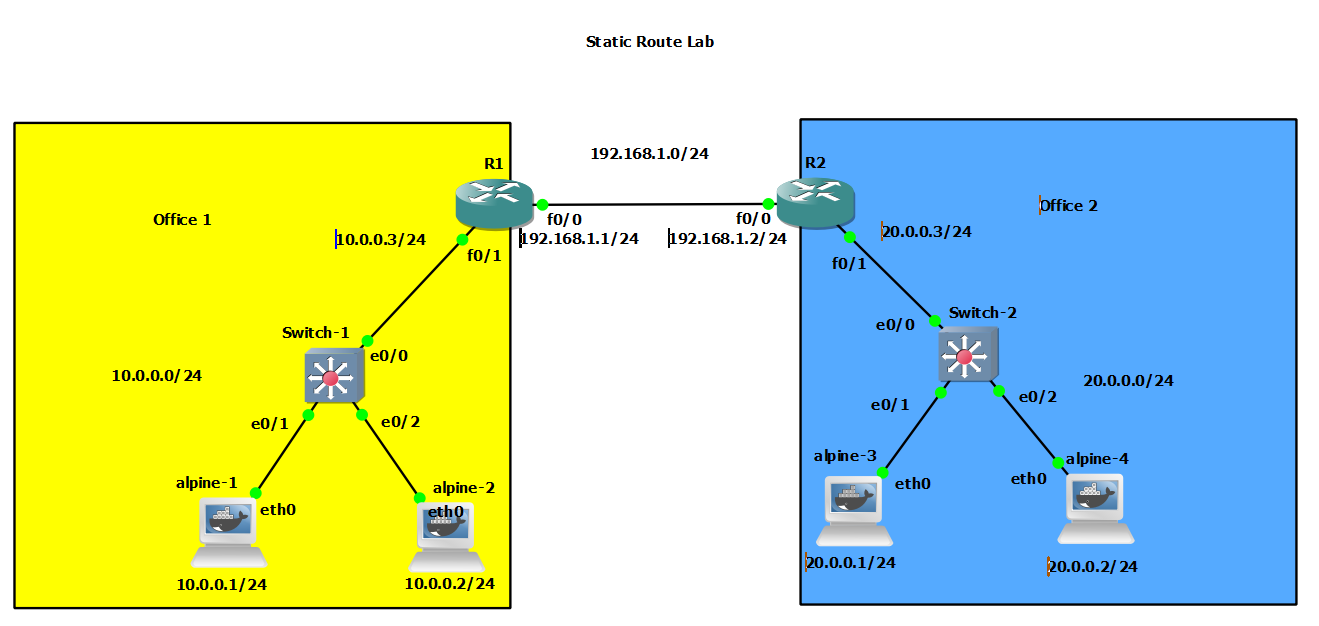 Static Route Lab
192.168.1.0/24
R1
R2
Office 1
Office 2
f0/0
f0/0
10.0.0.3/24
192.168.1.1/24
192.168.1.2/24
20.0.0.3/24
f0/1
f0/1
Switch-1
Switch-2
e0/0
e0/0
10.0.0.0/24
20.0.0.0/24
e0/1
e0/2
e0/1
e0/2
alpine-1
alpine-2
alpine-3
alpine-4
eth0
eth0
eth0
eth0
10.0.0.1/24
10.0.0.2/24
20.0.0.1/24
20.0.0.2/24